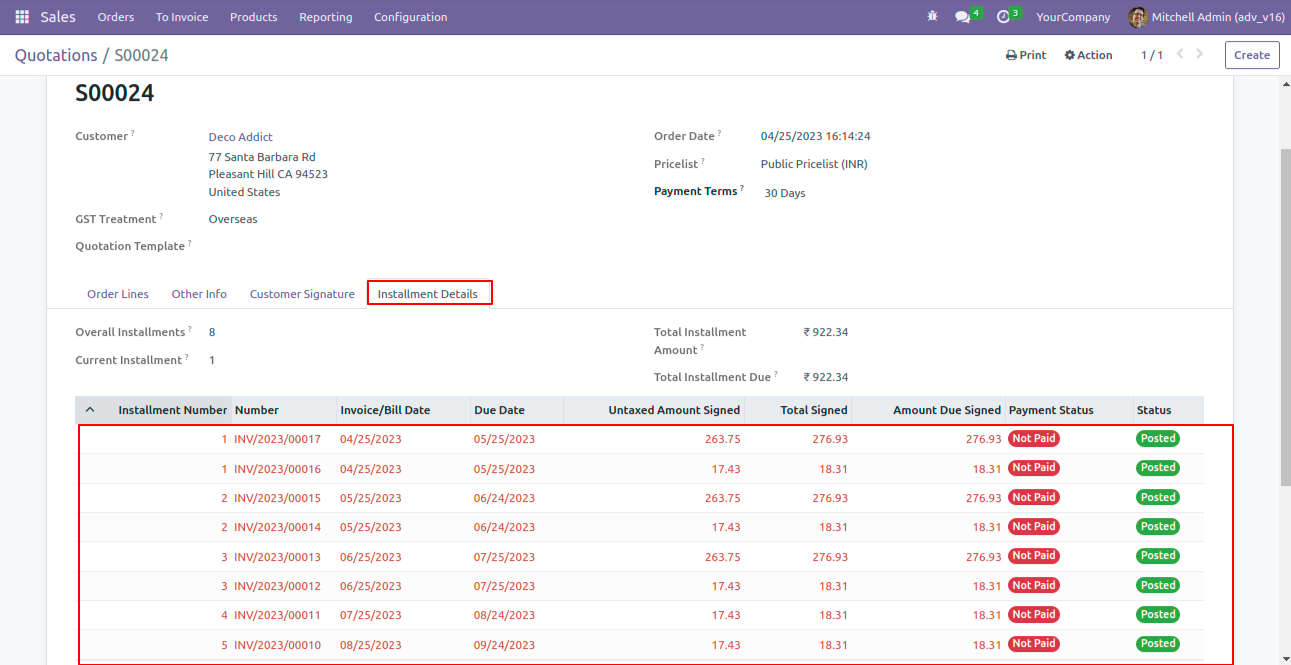 Sales Orders To Invoice Products Reporting Configuration 4 3 YourCompany Mitchell Admin (adv_v16)
Quotations / S00024 Print Action 1 / 1 Create
S00024
Customer ? Deco Addict Order Date ? 04/25/2023 16:14:24
77 Santa Barbara Rd Pricelist ? Public Pricelist (INR)
Pleasant Hill CA 94523
United States Payment Terms ? 30 Days
GST Treatment ? Overseas
Quotation Template ?
Order Lines Other Info Customer Signature Installment Details
Overall Installments ? 8 Total Installment Amount ? ₹ 922.34
Current Installment ? 1
Total Installment Due ? ₹ 922.34
Installment Number Number Invoice/Bill Date Due Date Untaxed Amount Signed Total Signed Amount Due Signed Payment Status Status
1 INV/2023/00017 04/25/2023 05/25/2023 263.75 276.93 276.93 Not Paid Posted
1 INV/2023/00016 04/25/2023 05/25/2023 17.43 18.31 18.31 Not Paid Posted
2 INV/2023/00015 05/25/2023 06/24/2023 263.75 276.93 276.93 Not Paid Posted
2 INV/2023/00014 05/25/2023 06/24/2023 17.43 18.31 18.31 Not Paid Posted
3 INV/2023/00013 06/25/2023 07/25/2023 263.75 276.93 276.93 Not Paid Posted
3 INV/2023/00012 06/25/2023 07/25/2023 17.43 18.31 18.31 Not Paid Posted
4 INV/2023/00011 07/25/2023 08/24/2023 17.43 18.31 18.31 Not Paid Posted
5 INV/2023/00010 08/25/2023 09/24/2023 17.43 18.31 18.31 Not Paid Posted